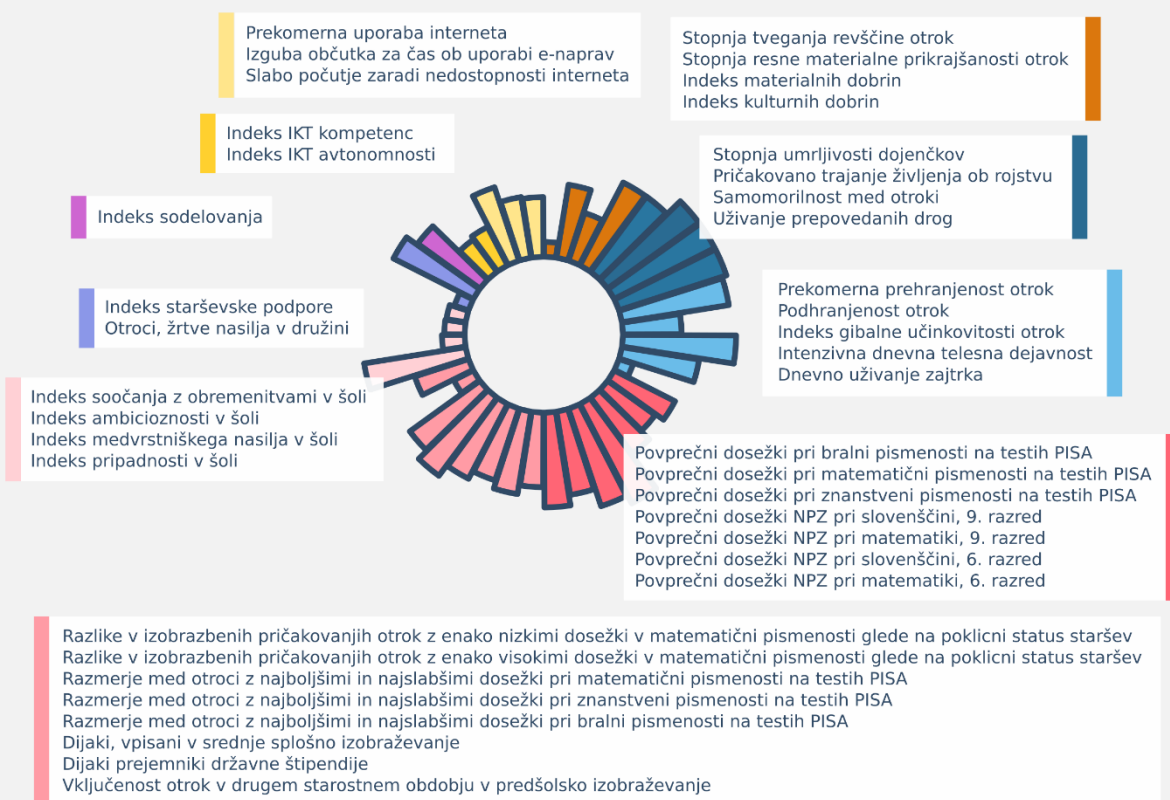 Prekomerna uporaba interneta
Izguba občutka za čas ob uporabi e-naprav
Slabo počutje zaradi nedostopnosti interneta
Stopnja tveganja revščine otrok
Stopnja resne materialne prikrajšanosti otrok
Indeks materialnih dobrin
Indeks kulturnih dobrin
Indeks IKT kompetenc
Indeks IKT avtonomnosti
Stopnja umrljivosti dojenčkov
Pričakovano trajanje življenja ob rojstvu
Samomorilnost med otroki
Uživanje prepovedanih drog
Indeks sodelovanja
Prekomerna prehranjenost otrok
Podhranjenost otrok
Indeks gibalne učinkovitosti otrok
Intenzivna dnevna telesna dejavnost
Dnevno uživanje zajtrka
Indeks starševske podpore
Otroci, žrtve nasilja v družini
Indeks soočanja z obremenitvami v šoli
Indeks ambicioznosti v šoli
Indeks medvrstniškega nasilja v šoli
Indeks pripadnosti v šoli
Povprečni dosežki pri bralni pismenosti na testih PISA
Povprečni dosežki pri matematični pismenosti na testih PISA
Povprečni dosežki pri znanstveni pismenosti na testih PISA
Povprečni dosežki NPZ pri slovenščini, 9. razred
Povprečni dosežki NPZ pri matematiki, 9. razred
Povprečni dosežki NPZ pri slovenščini, 6. razred
Povprečni dosežki NPZ pri matematiki, 6. razred
Razlike v izobrazbenih pričakovanjih otrok z enako nizkimi dosežki v matematični pismenosti glede na poklicni status staršev
Razlike v izobrazbenih pričakovanjih otrok z enako visokimi dosežki v matematični pismenosti glede na poklicni status staršev
Razmerje med otroci z najboljšimi in najslabšimi dosežki pri matematični pismenosti na testih PISA
Razmerje med otroci z najboljšimi in najslabšimi dosežki pri znanstveni pismenosti na testih PISA
Razmerje med otroci z najboljšimi in najslabšimi dosežki pri bralni pismenosti na testih PISA
Dijaki, vpisani v srednje splošno izobraževanje
Dijaki prejemniki državne štipendije
Vključenost otrok v drugem starostnem obdobju v predšolsko izobraževanje